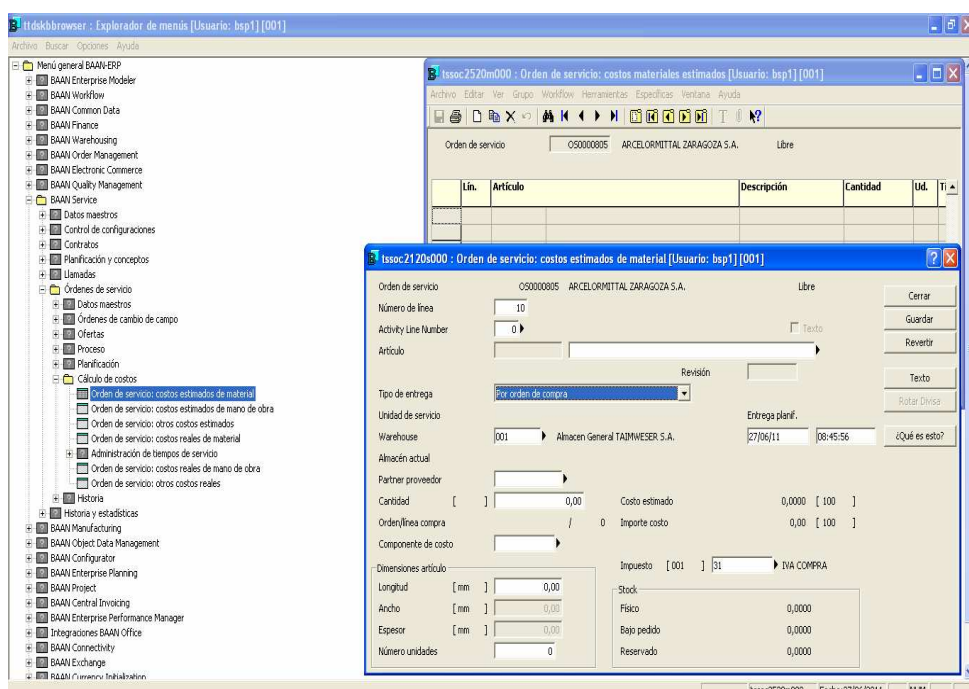 ttdskbbrowser : Explorador de menús [Usuario: bsp1] [001]
Archivo Buscar Opciones Ayuda
Menú general BAAN-ERP
BAAN Enterprise Modeler
BAAN Workflow
BAAN Common Data
BAAN Finance
BAAN Warehousing
BAAN Order Management
BAAN Electronic Commerce
BAAN Quality Management
BAAN Service
Datos maestros
Control de configuraciones
Contratos
Planificación y conceptos
Llamadas
Órdenes de servicio
Datos maestros
Órdenes de cambio de campo
Ofertas
Proceso
Planificación
Cálculo de costos
Orden de servicio: costos estimados de material
Orden de servicio: costos estimados de mano de obra
Orden de servicio: otros costos estimados
Orden de servicio: costos reales de material
Administración de tiempos de servicio
Orden de servicio: costos reales de mano de obra
Orden de servicio: otros costos reales
Historia
Historia y estadísticas
BAAN Manufacturing
BAAN Object Data Management
BAAN Configurator
BAAN Enterprise Planning
BAAN Project
BAAN Central Invoicing
BAAN Enterprise Performance Manager
Integraciones BAAN Office
BAAN Connectivity
BAAN Exchange
BAAN Currency Initialization
tssoc2520m000 : Orden de servicio: costos materiales estimados [Usuario: bsp1] [001]
Archivo Editar Ver Grupo Workflow Herramientas Específicas Ventana Ayuda
Orden de servicio OS0000805 ARCELORMITTAL ZARAGOZA S.A. Libre
Lín. Artículo Descripción Cantidad Ud. Ti
tssoc2120s000 : Orden de servicio: costos estimados de material [Usuario: bsp1] [001]
Orden de servicio OS0000805 ARCELORMITTAL ZARAGOZA S.A. Libre
Cerrar
Número de línea 10
Guardar
Activity Line Number 0 Texto
Revertir
Artículo
Revisión
Texto
Tipo de entrega Por orden de compra
Rotar Divisa
Unidad de servicio Entrega planif.
Warehouse 001 Almacen General TAIMWESER S.A. 27/06/11 08:45:56
¿Qué es esto?
Almacén actual
Partner proveedor
Cantidad [ ] 0,00 Costo estimado 0,0000 [ 100 ]
Orden/línea compra / 0 Importe costo 0,00 [ 100 ]
Componente de costo
Impuesto [ 001 ] 31 IVA COMPRA
Dimensiones artículo
Longitud [ mm ] 0,00
Ancho [ mm ] 0,00
Espesor [ mm ] 0,00
Número unidades 0
Stock
Físico 0,0000
Bajo pedido 0,0000
Reservado 0,0000
tssoc2520m000 Fecha:27/06/2011 NUM